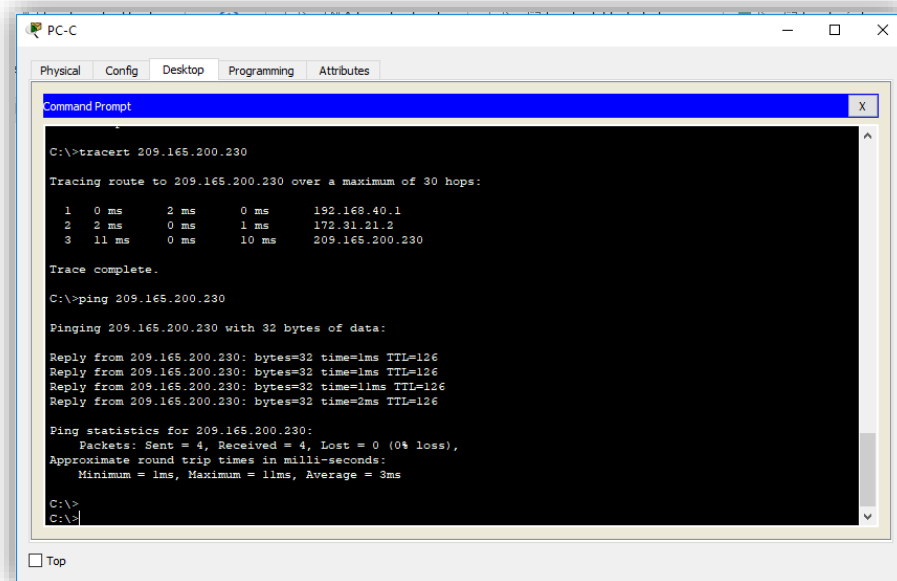 PC-C
Physical Config Desktop Programming Attributes
Command Prompt
X
C:\>tracert 209.165.200.230
Tracing route to 209.165.200.230 over a maximum of 30 hops:
1 0 ms 2 ms 0 ms 192.168.40.1
2 2 ms 0 ms 1 ms 172.31.21.2
3 11 ms 0 ms 10 ms 209.165.200.230
Trace complete.
C:\>ping 209.165.200.230
Pinging 209.165.200.230 with 32 bytes of data:
Reply from 209.165.200.230: bytes=32 time=1ms TTL=126
Reply from 209.165.200.230: bytes=32 time=1ms TTL=126
Reply from 209.165.200.230: bytes=32 time=11ms TTL=126
Reply from 209.165.200.230: bytes=32 time=2ms TTL=126
Ping statistics for 209.165.200.230:
Packets: Sent = 4, Received = 4, Lost = 0 (0% loss),
Approximate round trip times in milli-seconds:
Minimum = 1ms, Maximum = 11ms, Average = 3ms
C:\>
C:\>
Top